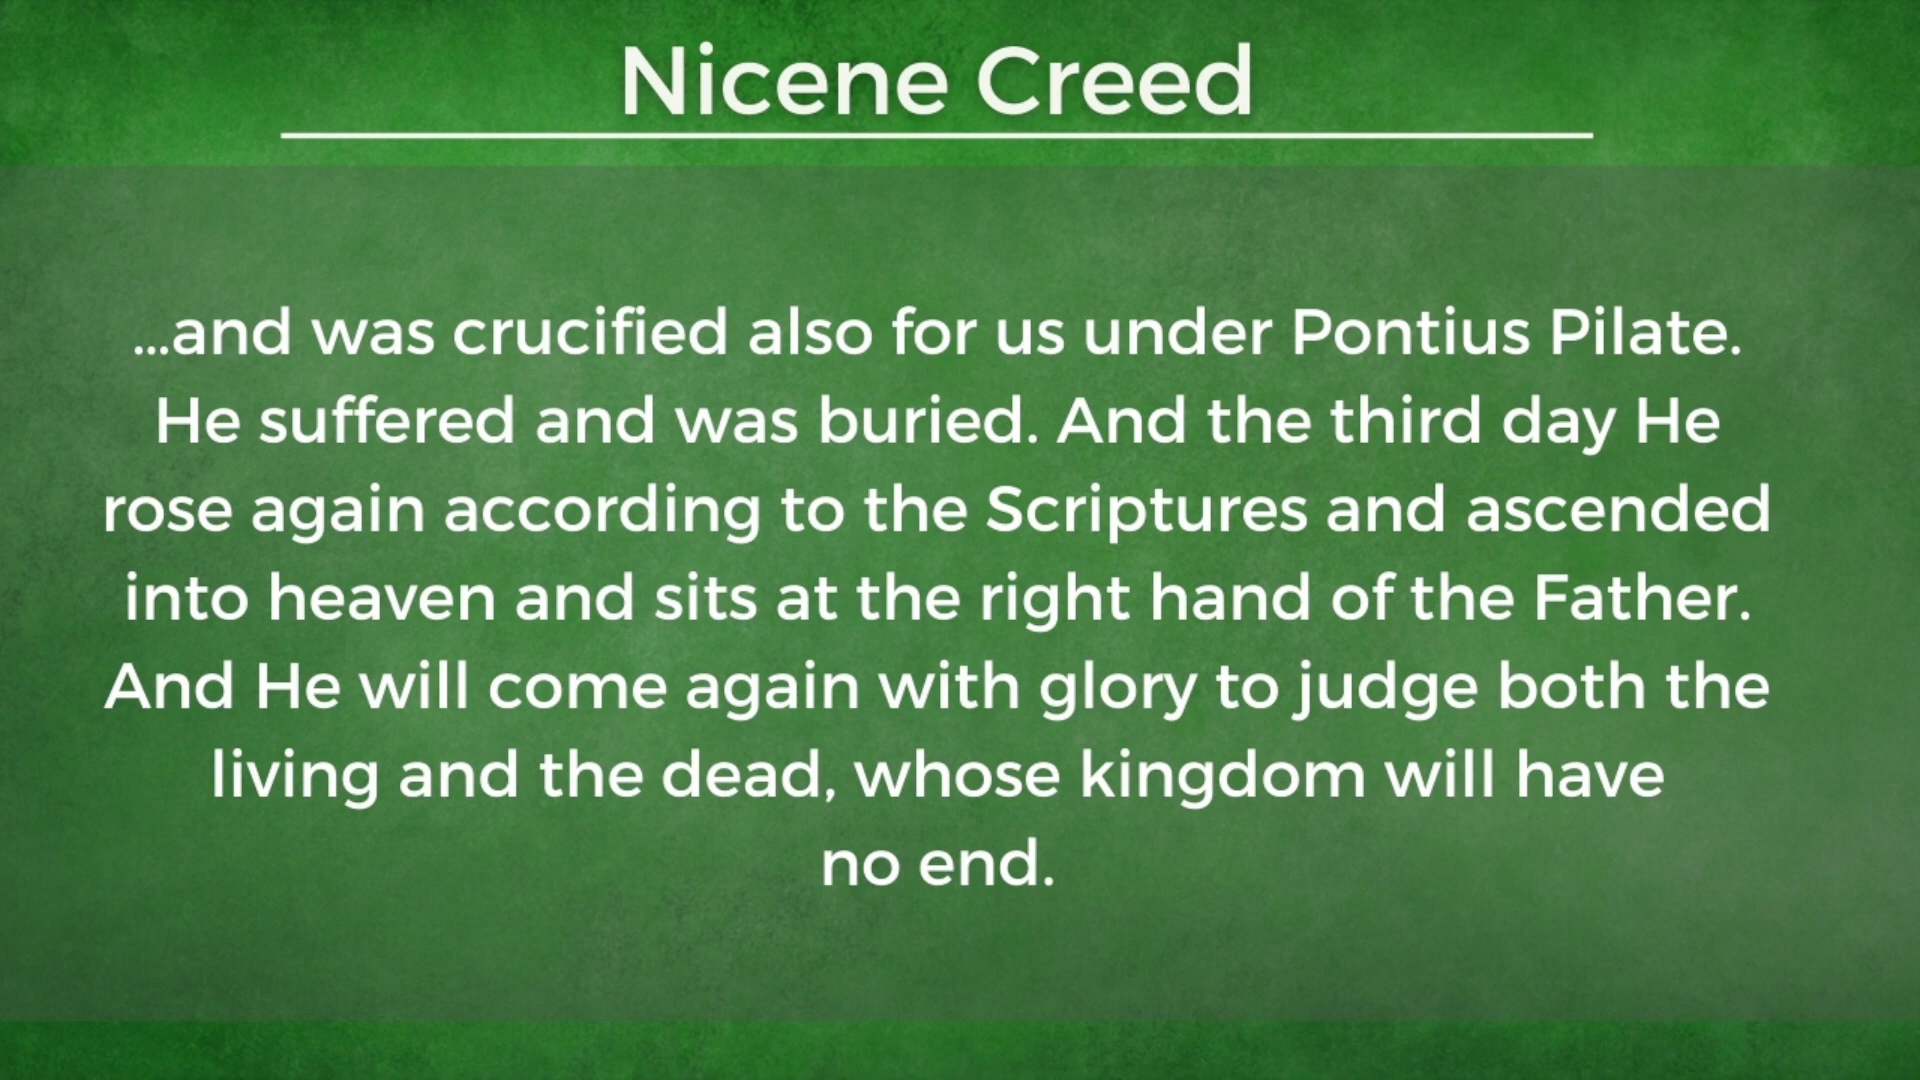 Nicene Creed
...and was crucified also for us under Pontius Pilate.
He suffered and was buried. And the third day He
rose again according to the Scriptures and ascended
into heaven and sits at the right hand of the Father.
And He will come again with glory to judge both the
living and the dead, whose kingdom will have
no end.